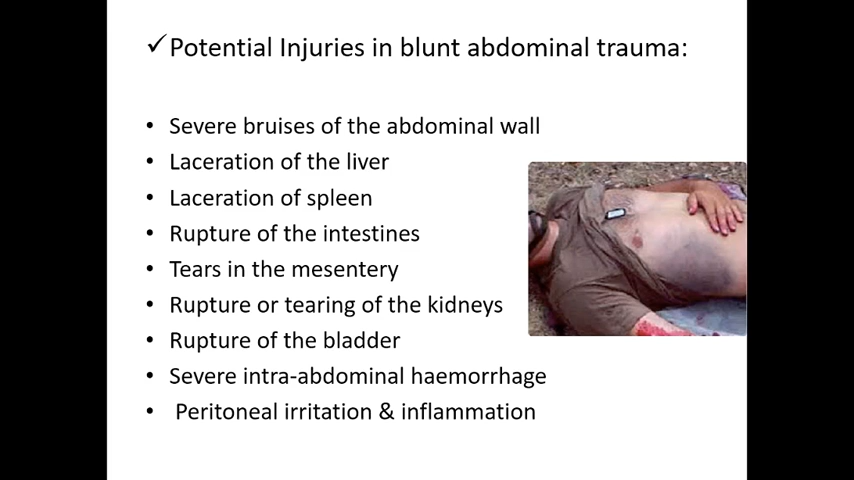 ✓Potential Injuries in blunt abdominal trauma:
• Severe bruises of the abdominal wall
• Laceration of the liver
• Laceration of spleen
• Rupture of the intestines
• Tears in the mesentery
• Rupture or tearing of the kidneys
• Rupture of the bladder
• Severe intra-abdominal haemorrhage
• Peritoneal irritation & inflammation